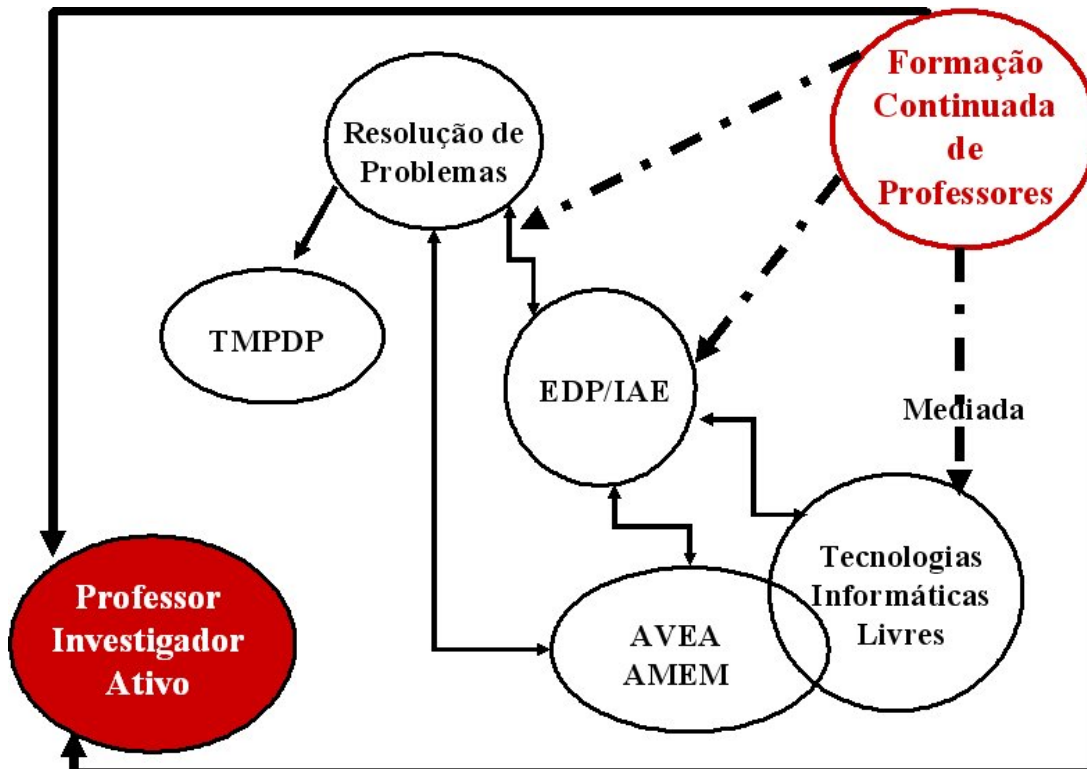 Formação
Continuada
de
Professores
Resolução de
Problemas
TMPDP
EDP/IAE
Mediada
Tecnologias
Informáticas
Livres
AVEA
AMEM
Professor
Investigador
Ativo